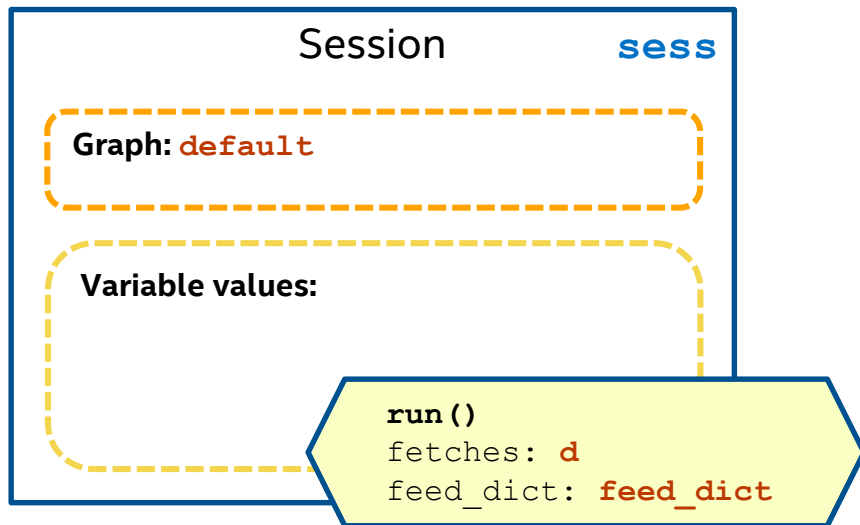 Session sess
Graph: default
Variable values:
run()
fetches: d
feed_dict: feed_dict